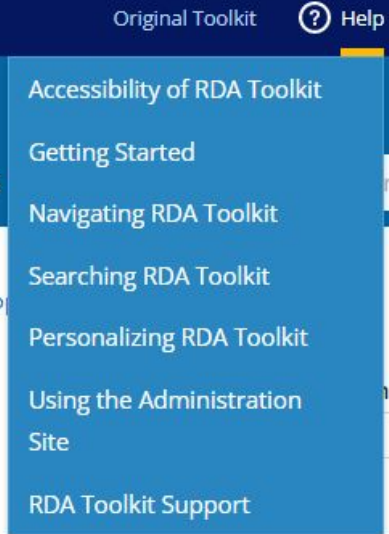 Original Toolkit
? Help
Accessibility of RDA Toolkit
Getting Started
Navigating RDA Toolkit
Searching RDA Toolkit
Personalizing RDA Toolkit
Using the Administration
Site
RDA Toolkit Support